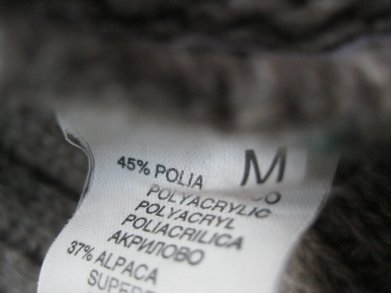 M
45% POLIA
POLYACRYLIC
POLYACRYL
POLIACRILICA
АКРИЛОВО
37% ALPACA